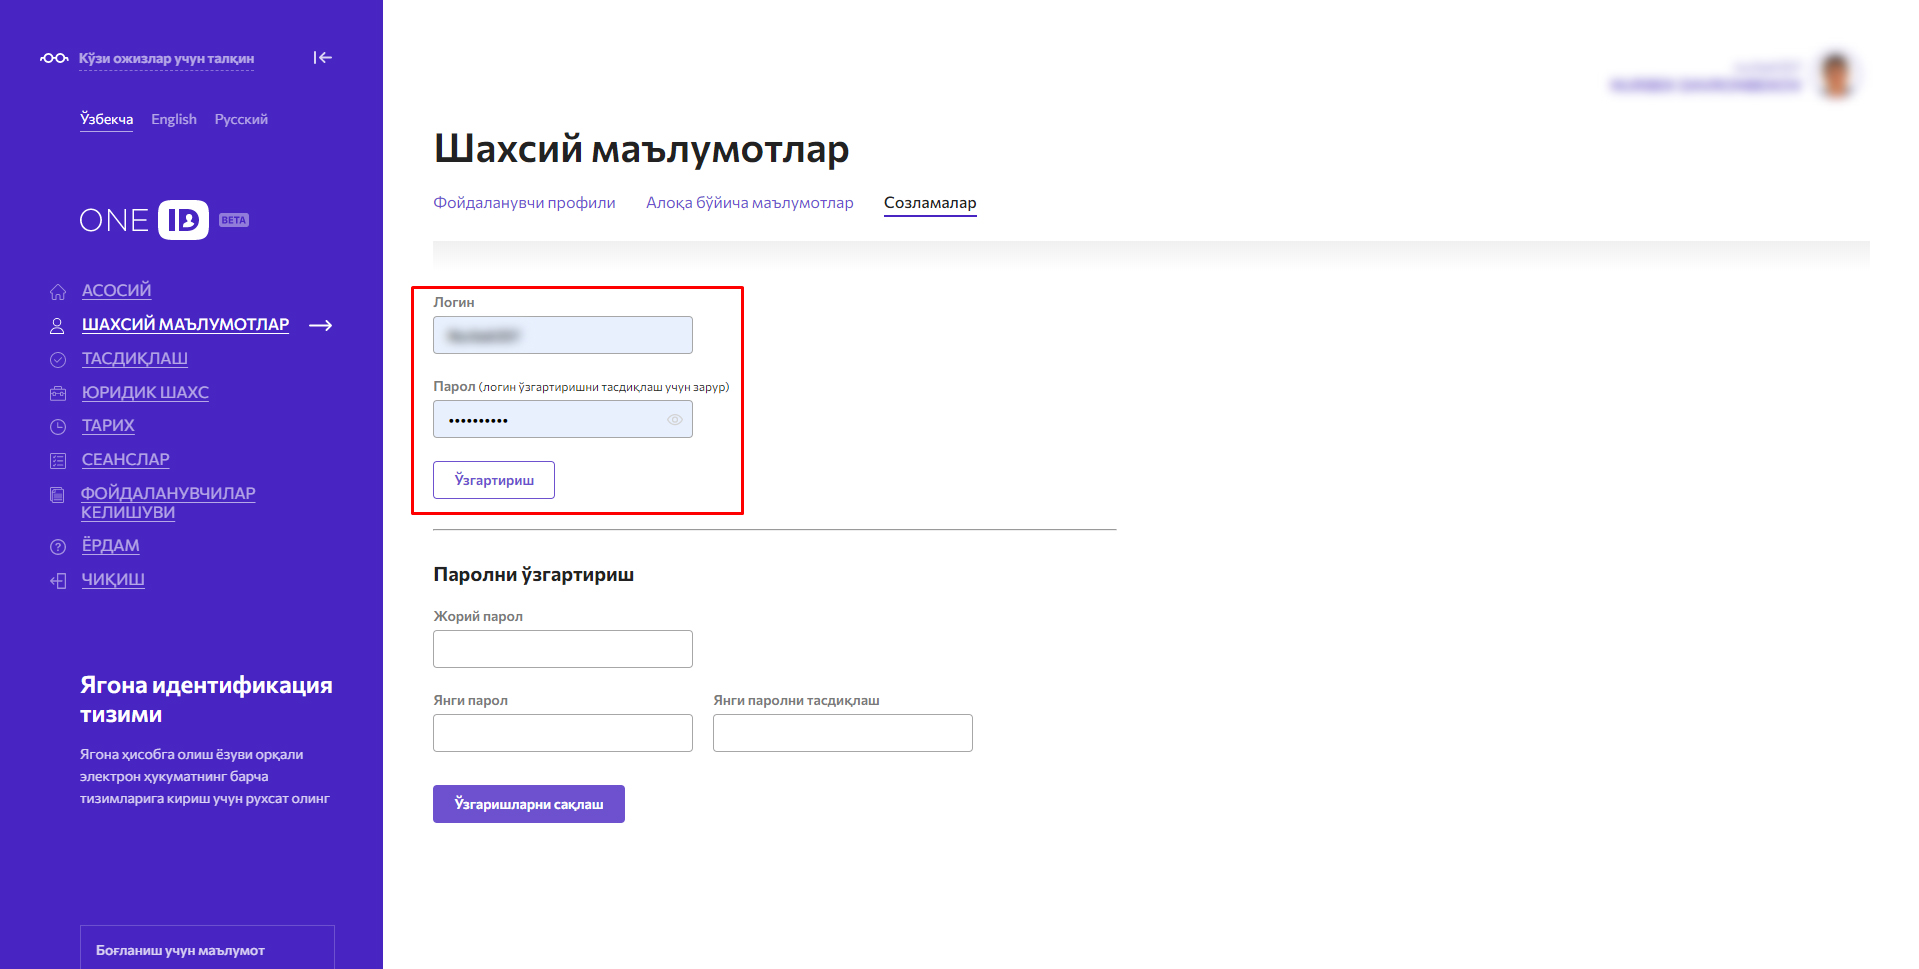 Кўзи ожизлар учун талқин
Ўзбекча English Русский
ONE ID BETA
АСОСИЙ
ШАХСИЙ МАЪЛУМОТЛАР
ТАСДИҚЛАШ
ЮРИДИК ШАХС
ТАРИХ
СЕАНСЛАР
ФОЙДАЛАНУВЧИЛАР
КЕЛИШУВИ
ЁРДАМ
ЧИҚИШ
Ягона идентификация
тизими
Ягона ҳисобга олиш ёзуви орқали
электрон ҳукуматнинг барча
тизимларига кириш учун рухсат олинг
Боғланиш учун маълумот
Шахсий маълумотлар
Фойдаланувчи профили Алоқа бўйича маълумотлар Созламалар
Логин
Парол (логин ўзгартиришни тасдиқлаш учун зарур)
••••••••••
Ўзгартириш
Паролни ўзгартириш
Жорий парол
Янги парол Янги паролни тасдиқлаш
Ўзгаришларни сақлаш